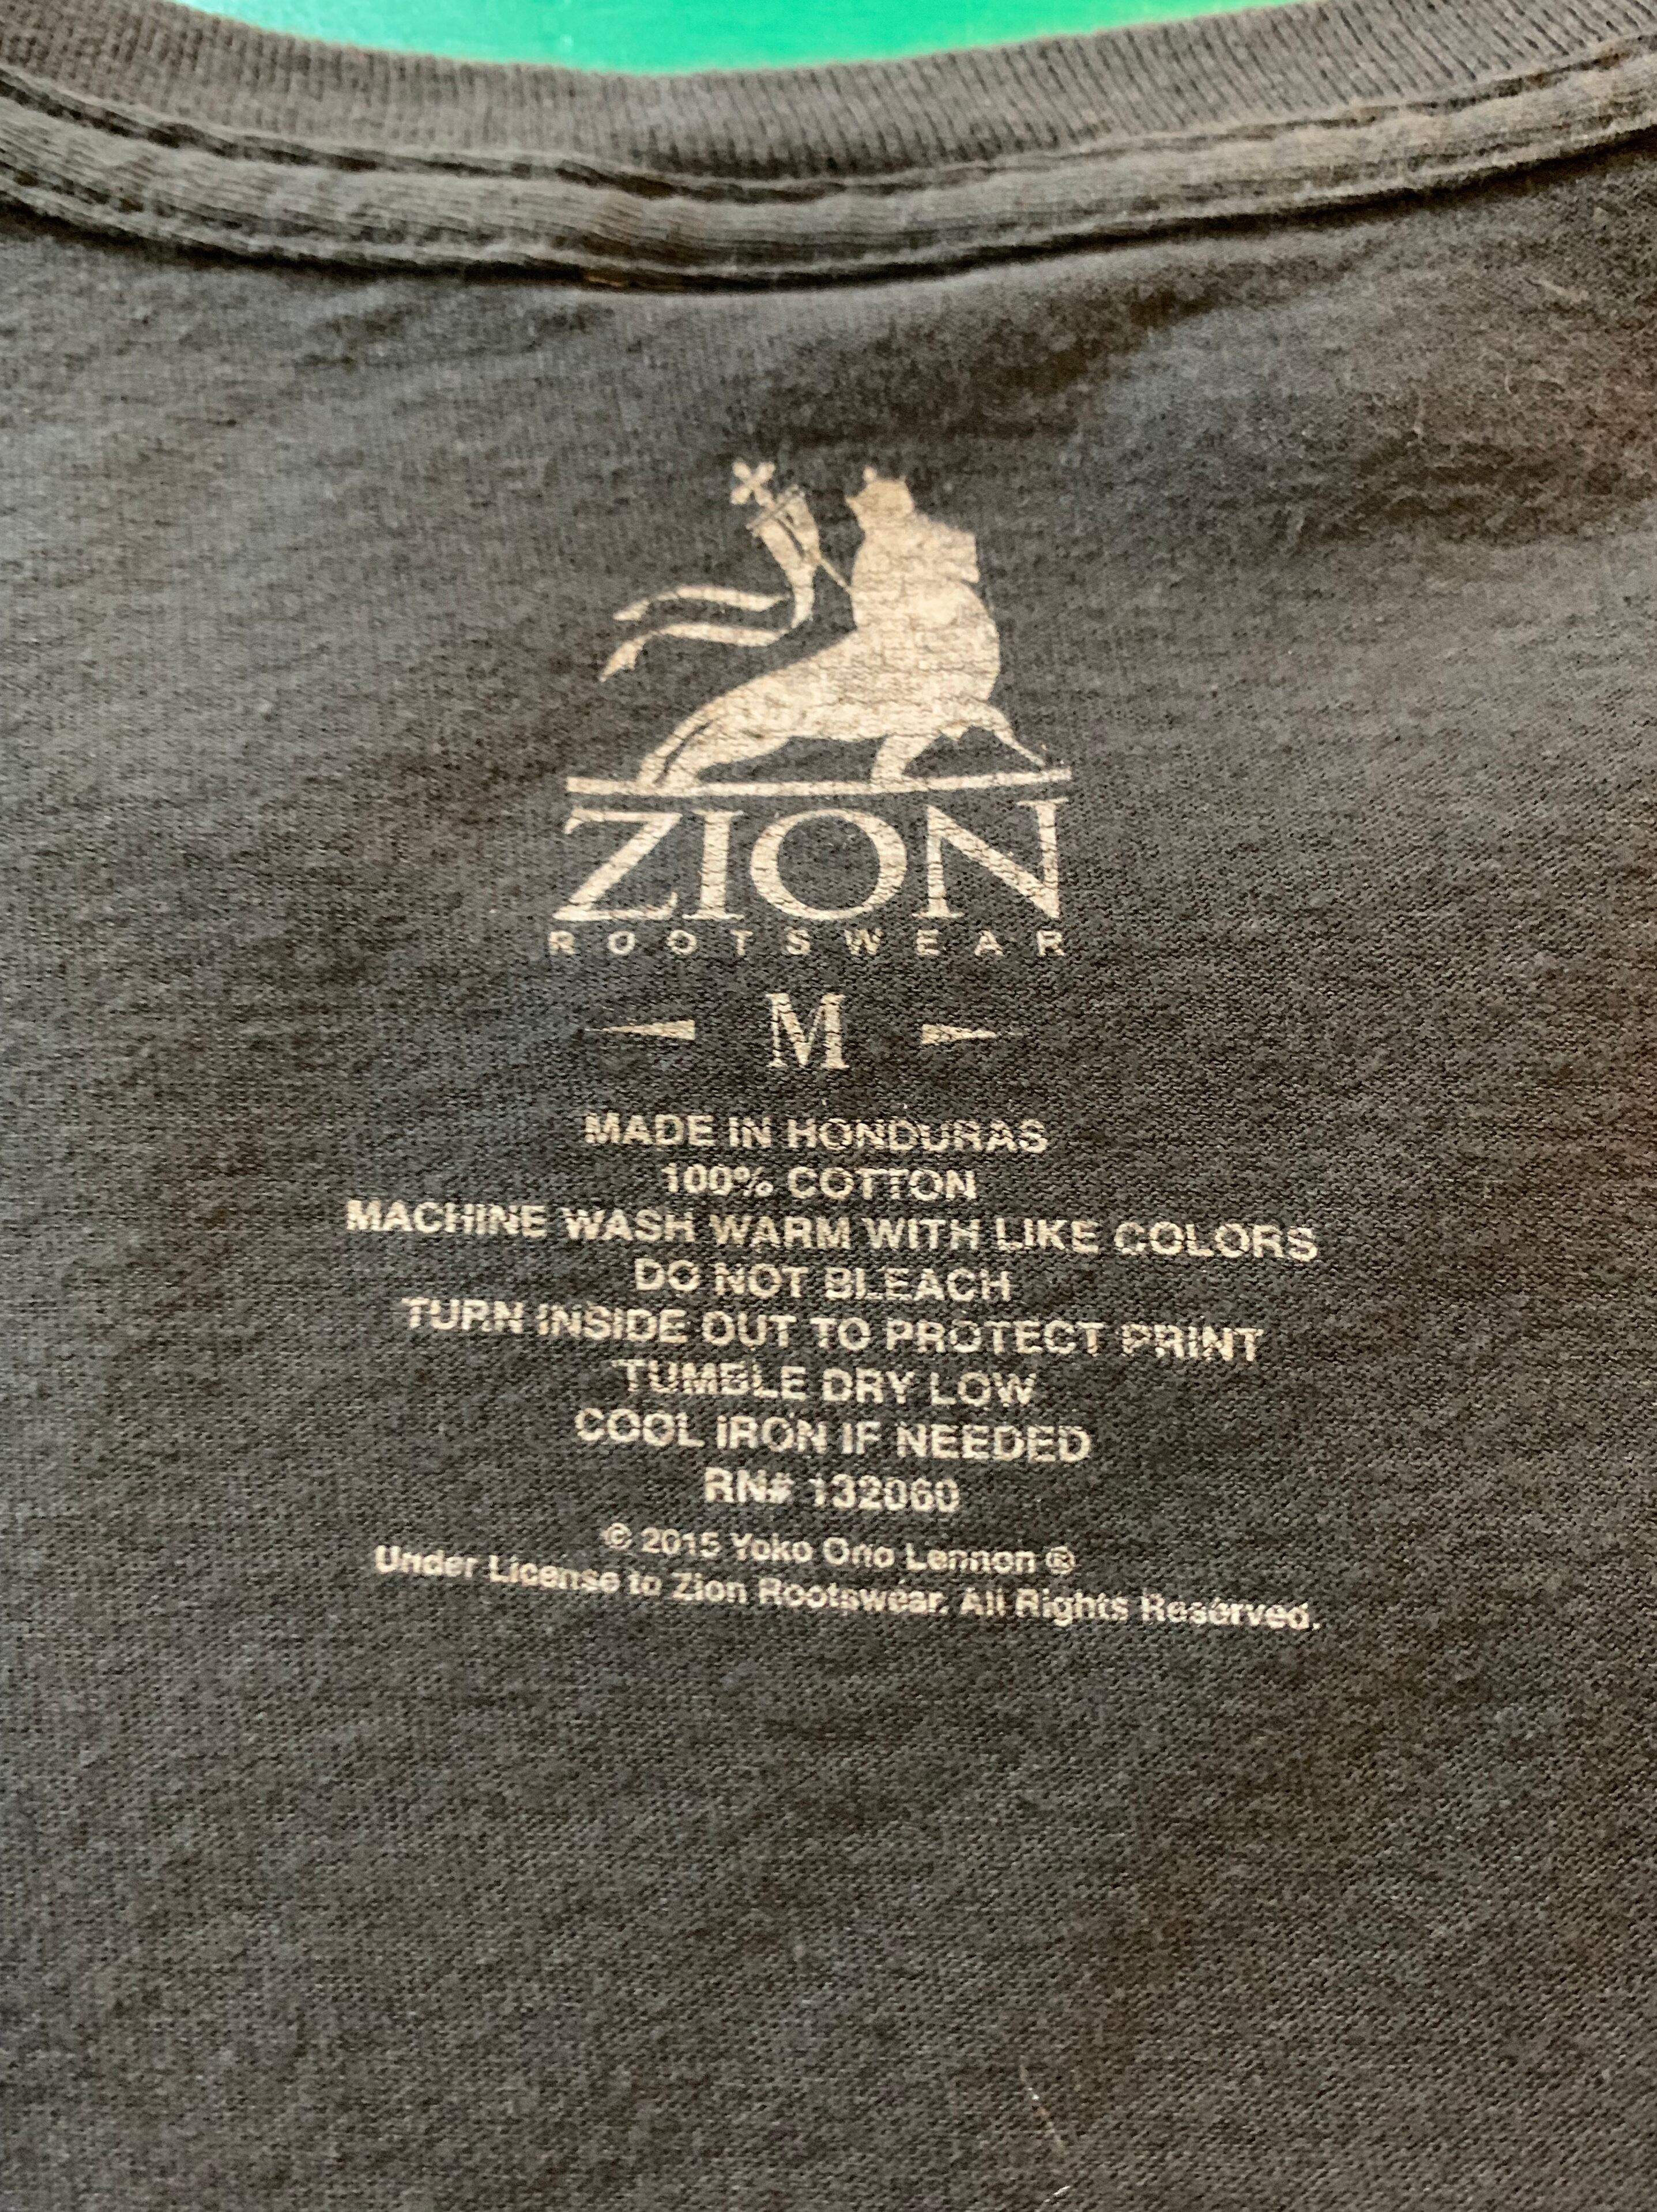 ZION
ROOTSWEAR
M
MADE IN HONDURAS
100% COTTON
MACHINE WASH WARM WITH LIKE COLORS
DO NOT BLEACH
TURN INSIDE OUT TO PROTECT PRINT
TUMBLE DRY LOW
COOL IRON IF NEEDED
RN# 132060
© 2015 Yoko Ono Lennon ®
Under License to Zion Rootswear. All Rights Reserved.